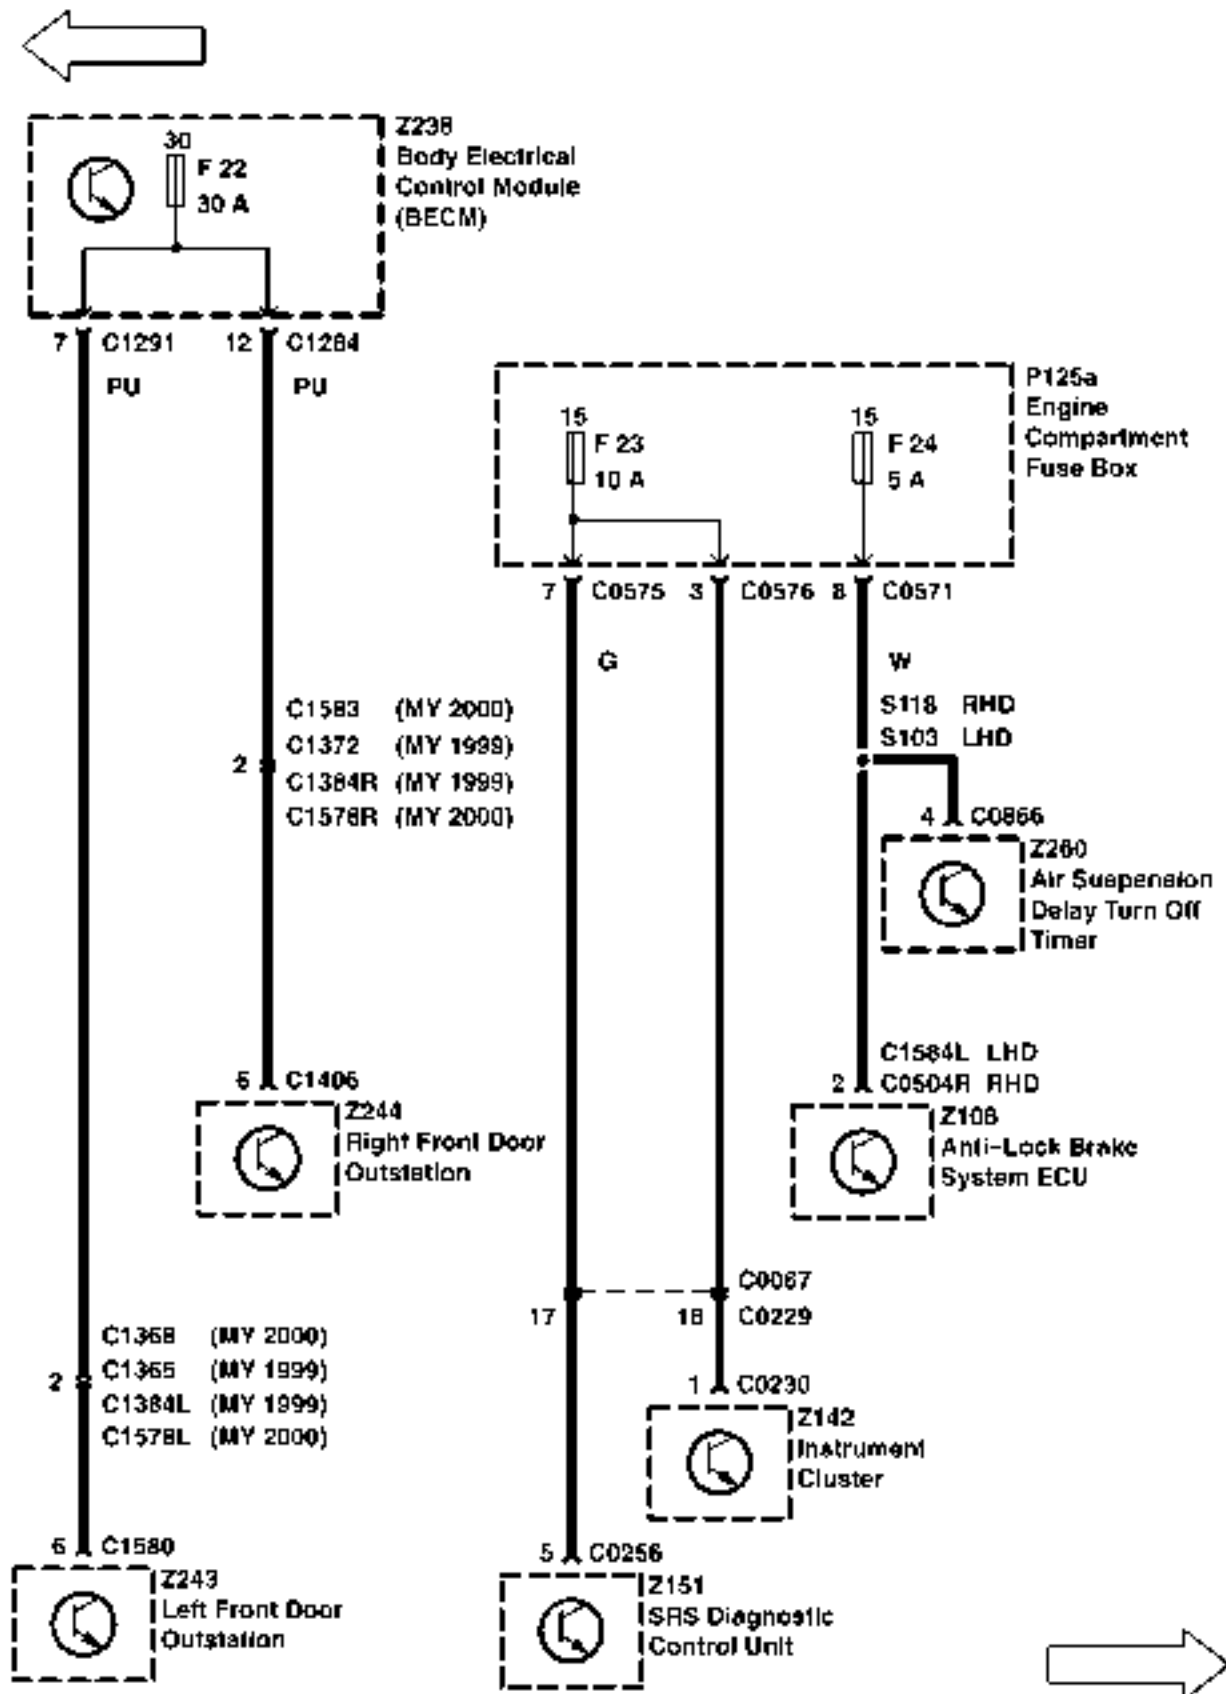 Z238
Body Electrical
Control Module
(BECM)
30
F 22
30 A
7 C1291
12 C1284
PU
PU
P125a
Engine
Compartment
Fuse Box
15
F 23
10 A
15
F 24
5 A
7 C0575
3 C0576
8 C0571
G
W
S118 RHD
S103 LHD
C1583 (MY 2000)
C1372 (MY 1999)
2
C1384R (MY 1999)
C1578R (MY 2000)
4 C0866
Z260
Air Suspension
Delay Turn Off
Timer
C1584L LHD
2 C0504R RHD
Z108
Anti-Lock Brake
System ECU
6 C1406
Z244
Right Front Door
Outstation
C0067
17
18 C0229
C1368 (MY 2000)
C1365 (MY 1999)
2
C1384L (MY 1999)
C1578L (MY 2000)
1 C0230
Z142
Instrument
Cluster
6 C1580
Z243
Left Front Door
Outstation
5 C0256
Z151
SRS Diagnostic
Control Unit